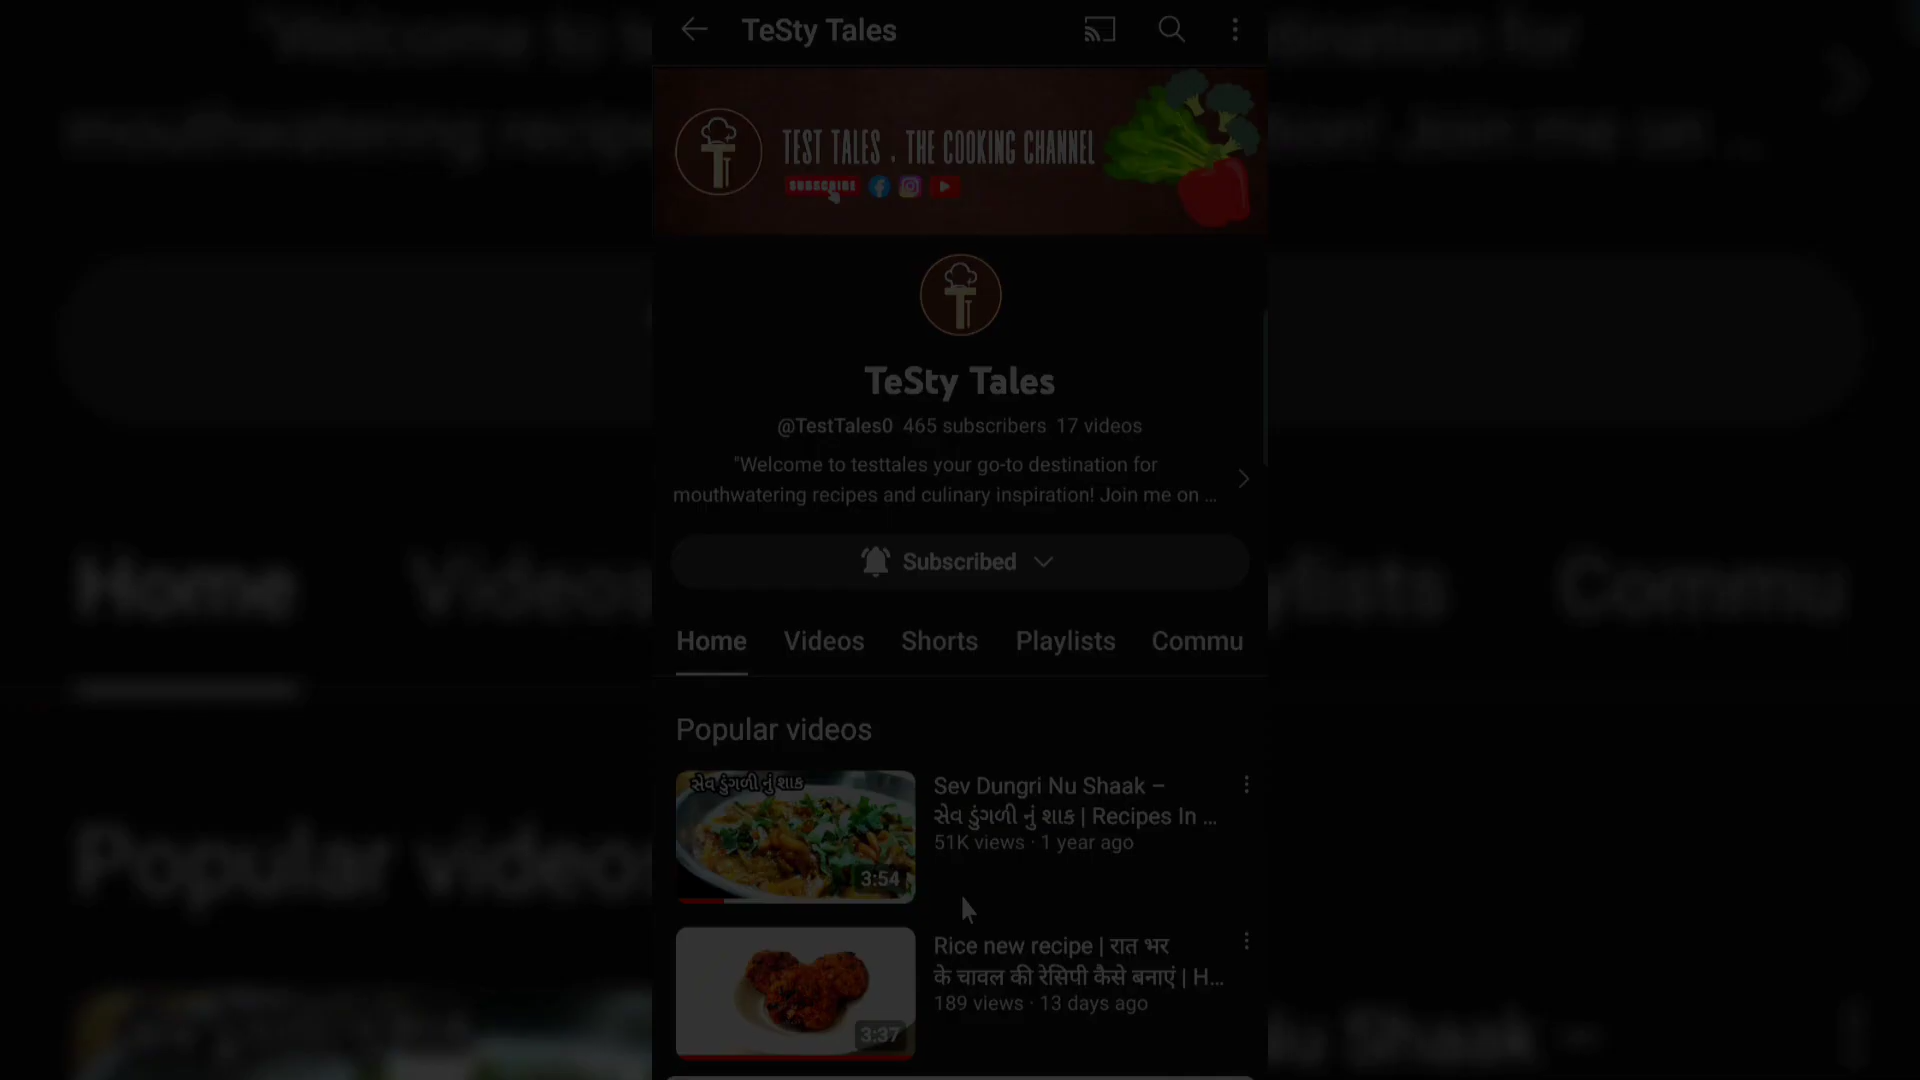 TeSty Tales
TEST TALES . THE COOKING CHANNEL
SUBSCRIBE
TeSty Tales
@TestTales0 465 subscribers 17 videos
"Welcome to testtales your go-to destination for
mouthwatering recipes and culinary inspiration! Join me on ...
Subscribed
Home Videos Shorts Playlists Commu
Popular videos
સેવ ડુંગળી નું શાક
3:54
Sev Dungri Nu Shaak –
સેવ ડુંગળી નું શાક | Recipes In ...
51K views · 1 year ago
3:37
Rice new recipe | रात भर
के चावल की रेसिपी कैसे बनाएं | H...
189 views · 13 days ago